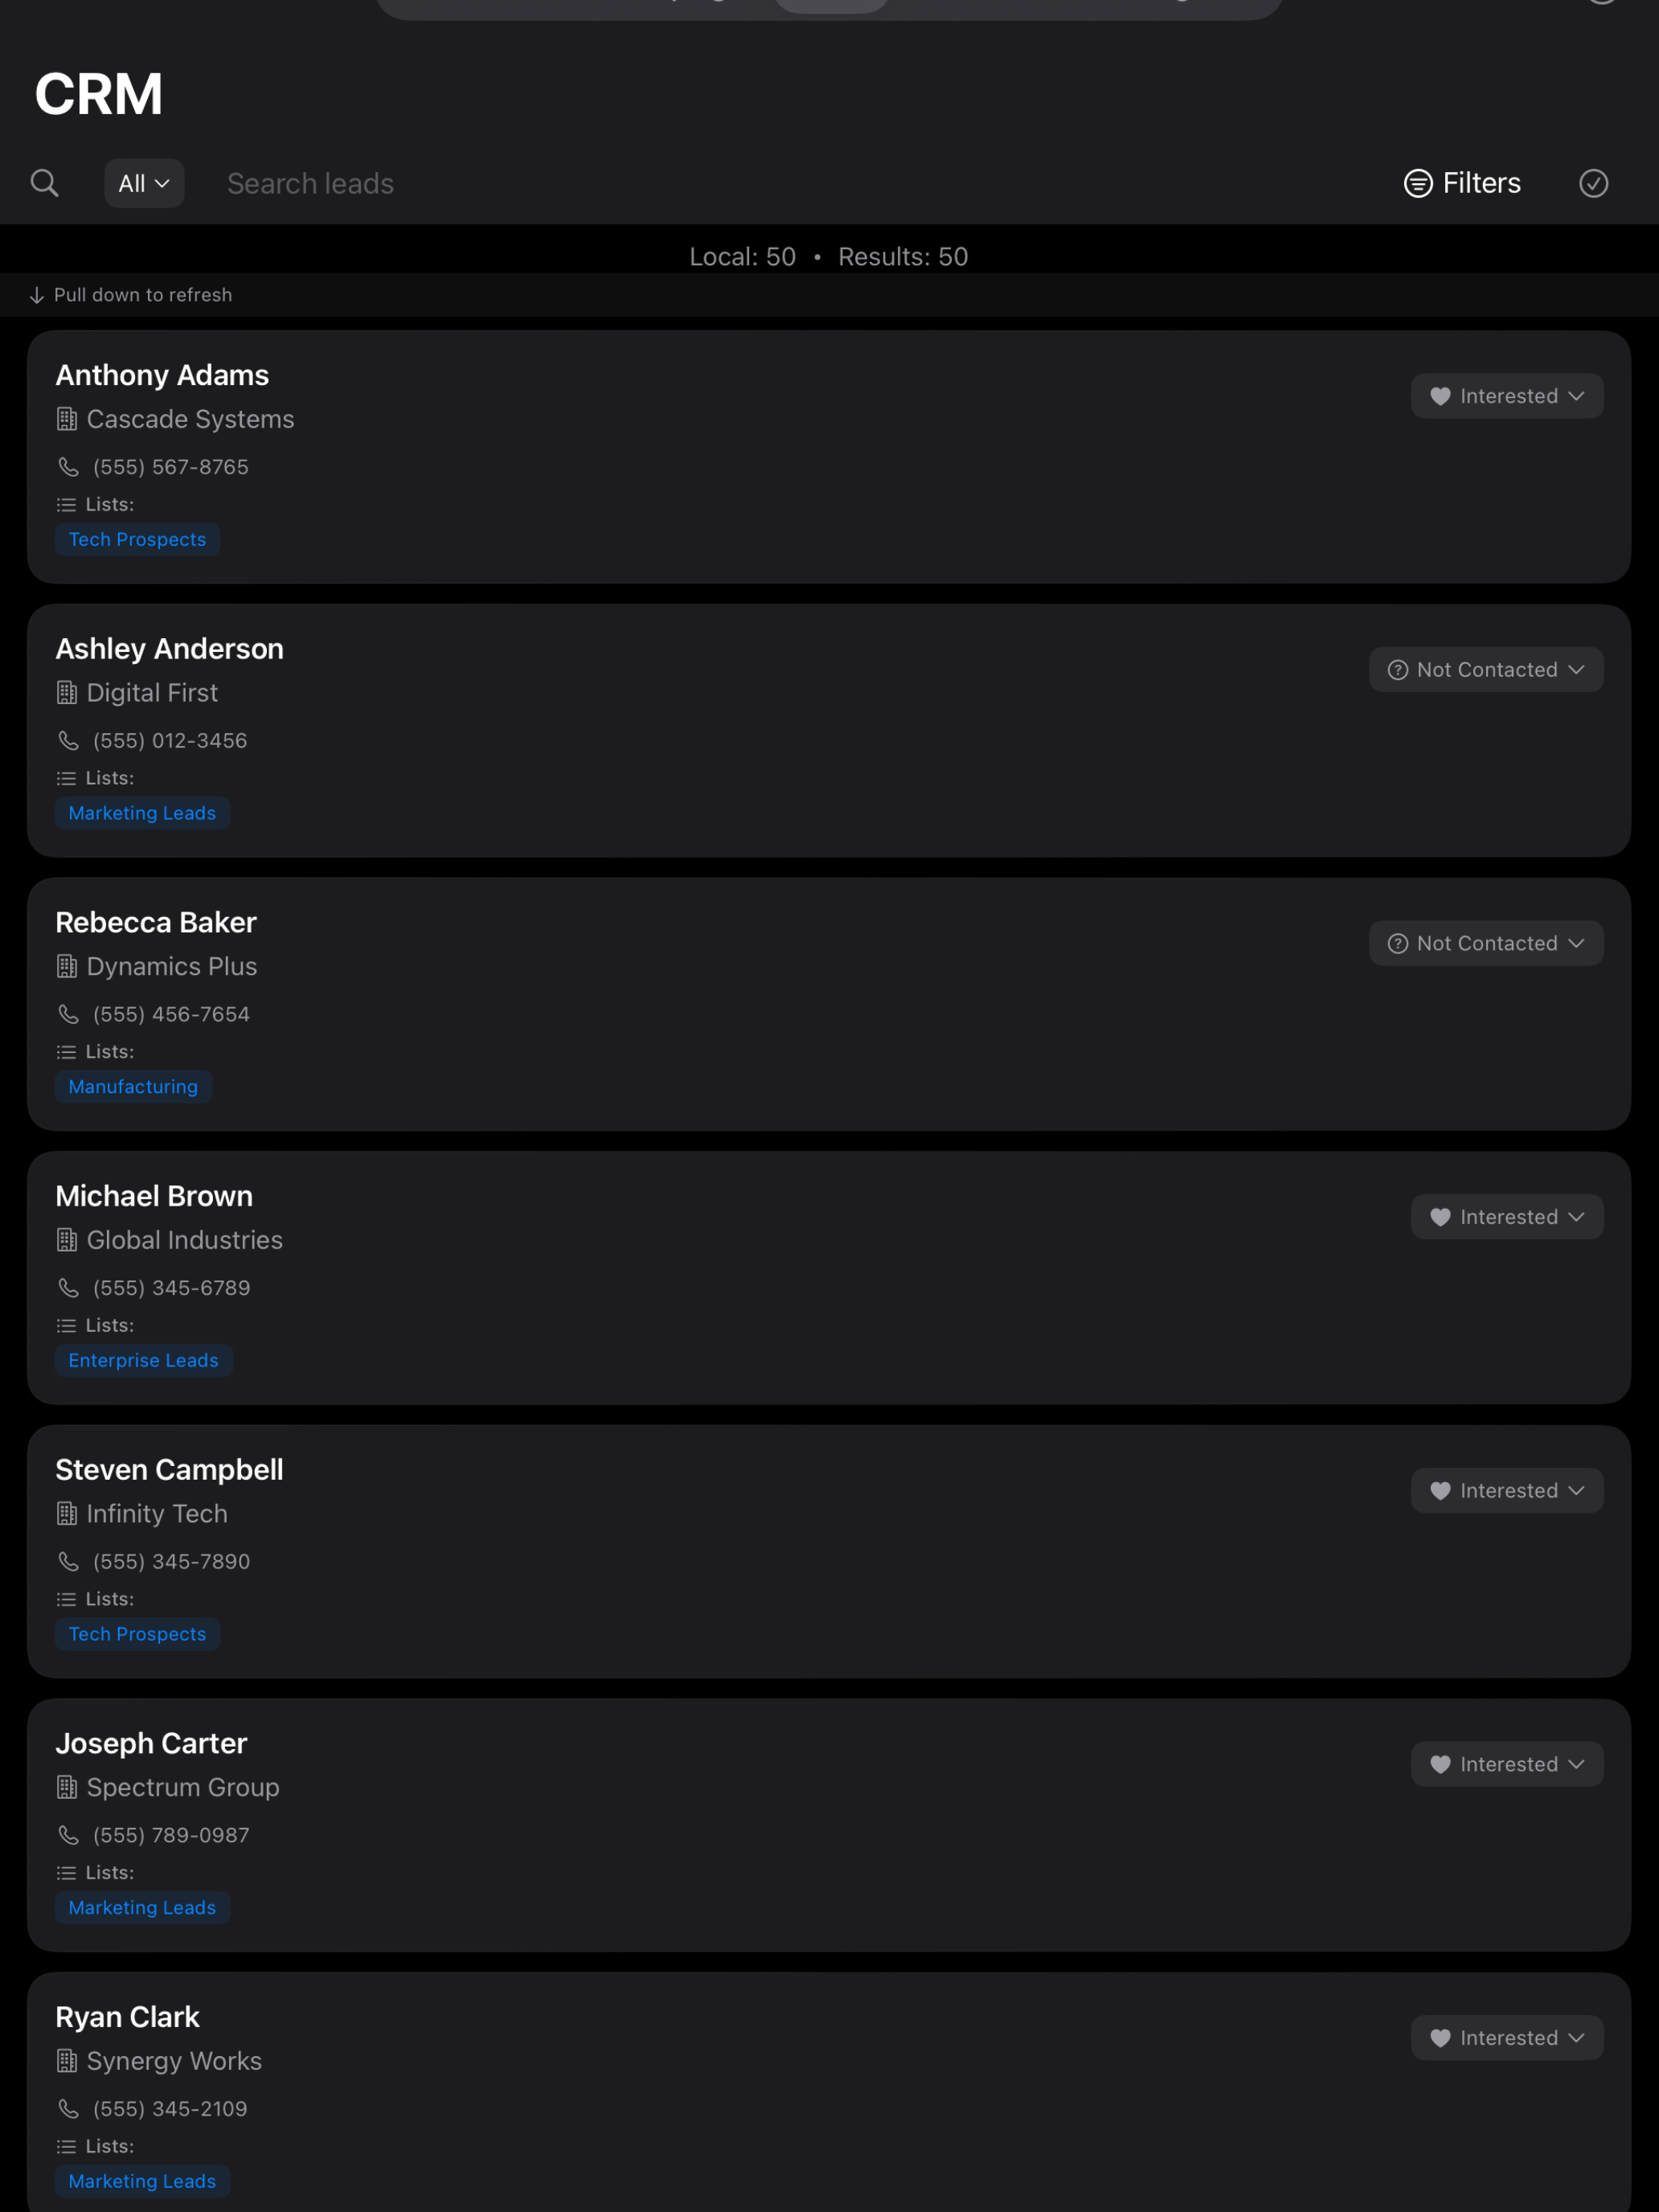 CRM
All
Search leads
Filters
Local: 50 • Results: 50
Pull down to refresh
Anthony Adams
Interested
Cascade Systems
(555) 567-8765
Lists:
Tech Prospects
Ashley Anderson
Not Contacted
Digital First
(555) 012-3456
Lists:
Marketing Leads
Rebecca Baker
Not Contacted
Dynamics Plus
(555) 456-7654
Lists:
Manufacturing
Michael Brown
Interested
Global Industries
(555) 345-6789
Lists:
Enterprise Leads
Steven Campbell
Interested
Infinity Tech
(555) 345-7890
Lists:
Tech Prospects
Joseph Carter
Interested
Spectrum Group
(555) 789-0987
Lists:
Marketing Leads
Ryan Clark
Interested
Synergy Works
(555) 345-2109
Lists:
Marketing Leads